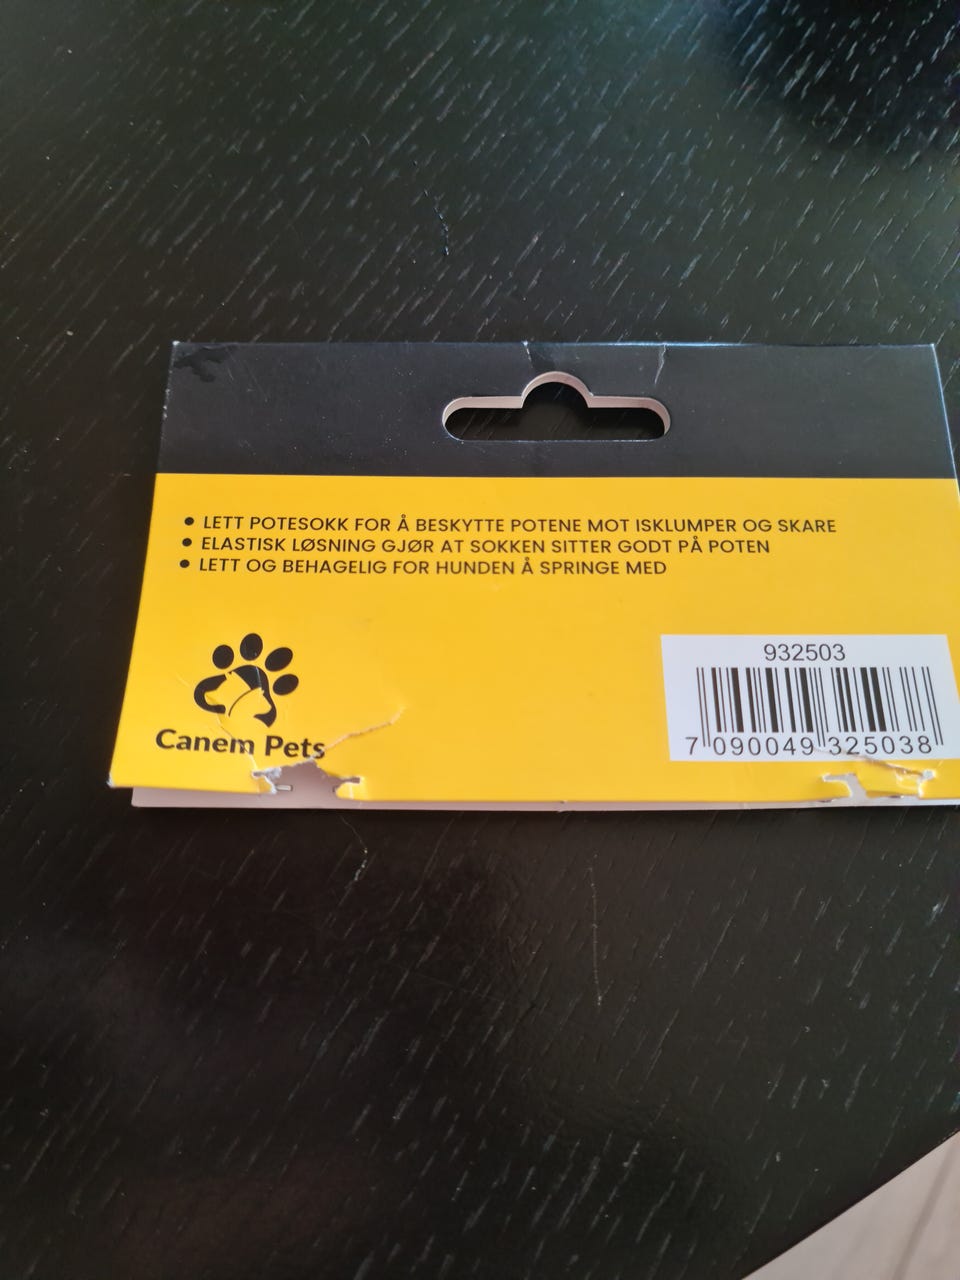 • LETT POTESOKK FOR Å BESKYTTE POTENE MOT ISKLUMPER OG SKARE
• ELASTISK LØSNING GJØR AT SOKKEN SITTER GODT PÅ POTEN
• LETT OG BEHAGELIG FOR HUNDEN Å SPRINGE MED
Canem Pets
932503
7 090049 325038